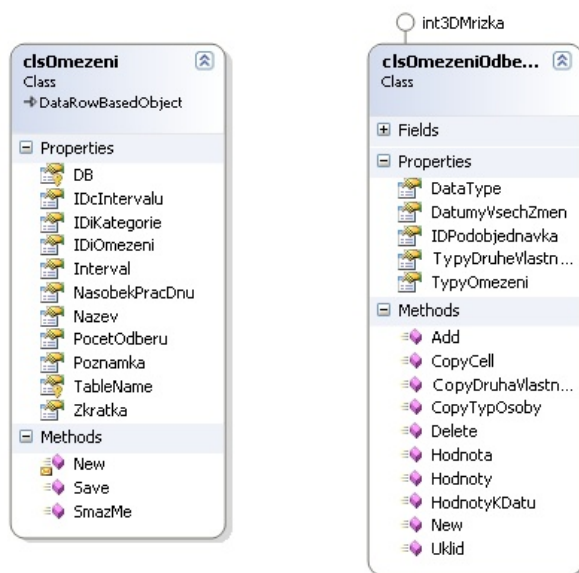 clsOmezeni
Class
DataRowBasedObject
Properties
DB
IDcIntervalu
IDiKategorie
IDiOmezeni
Interval
NasobekPracDnu
Nazev
PocetOdberu
Poznamka
TableName
Zkratka
Methods
New
Save
SmazMe
int3DMrizka
clsOmezeniOdbe...
Class
Fields
Properties
DataType
DatumyVsechZmen
IDPodobjednavka
TypyDruheVlastn...
TypyOmezeni
Methods
Add
CopyCell
CopyDruhaVlastn...
CopyTypOsoby
Delete
Hodnota
Hodnoty
HodnotyKDatu
New
Uklid